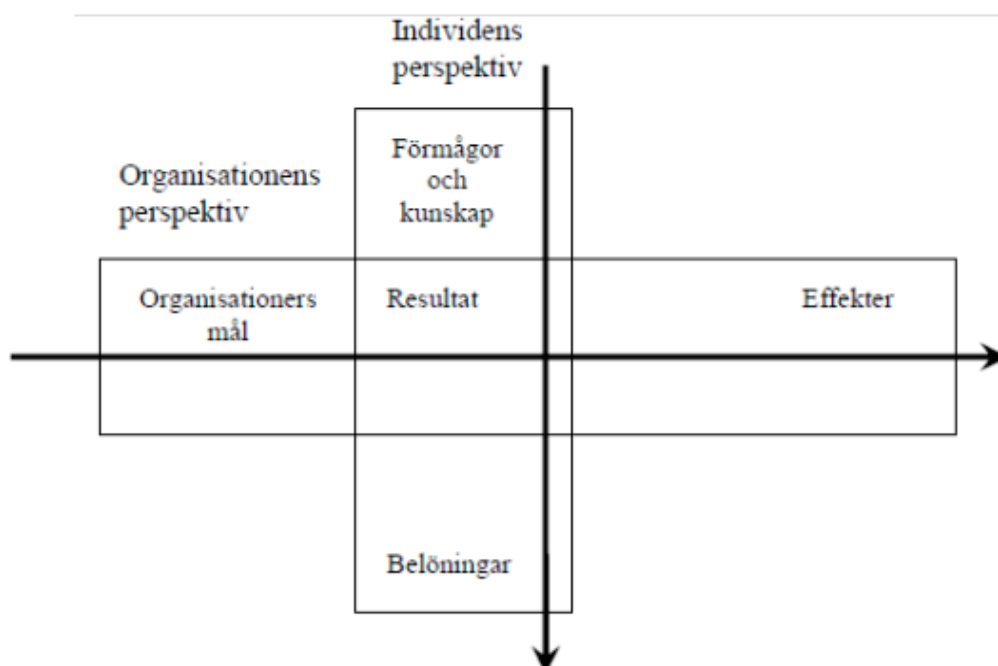 Individens
perspektiv
Förmågor
och
kunskap
Organisationens
perspektiv
Organisationers
mål
Resultat
Effekter
Belöningar